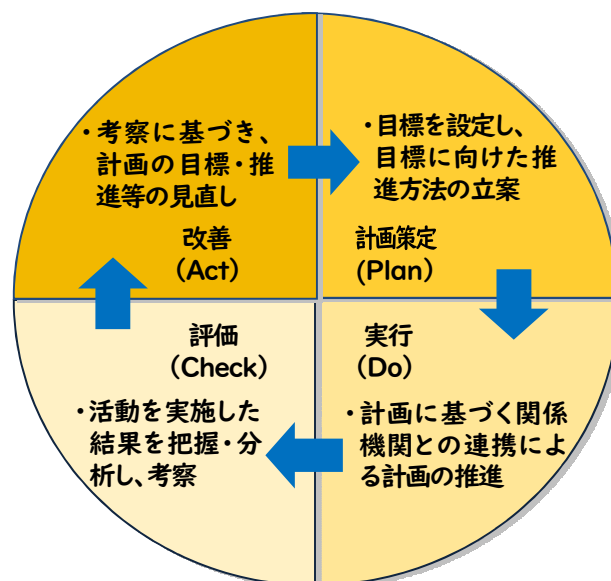 ・考察に基づき、
計画の目標・推
進等の見直し
改善
(Act)
・目標を設定し、
目標に向けた推
進方法の立案
計画策定
(Plan)
評価
(Check)
・活動を実施した
結果を把握・分
析し、考察
実行
(Do)
・計画に基づく関係
機関との連携によ
る計画の推進